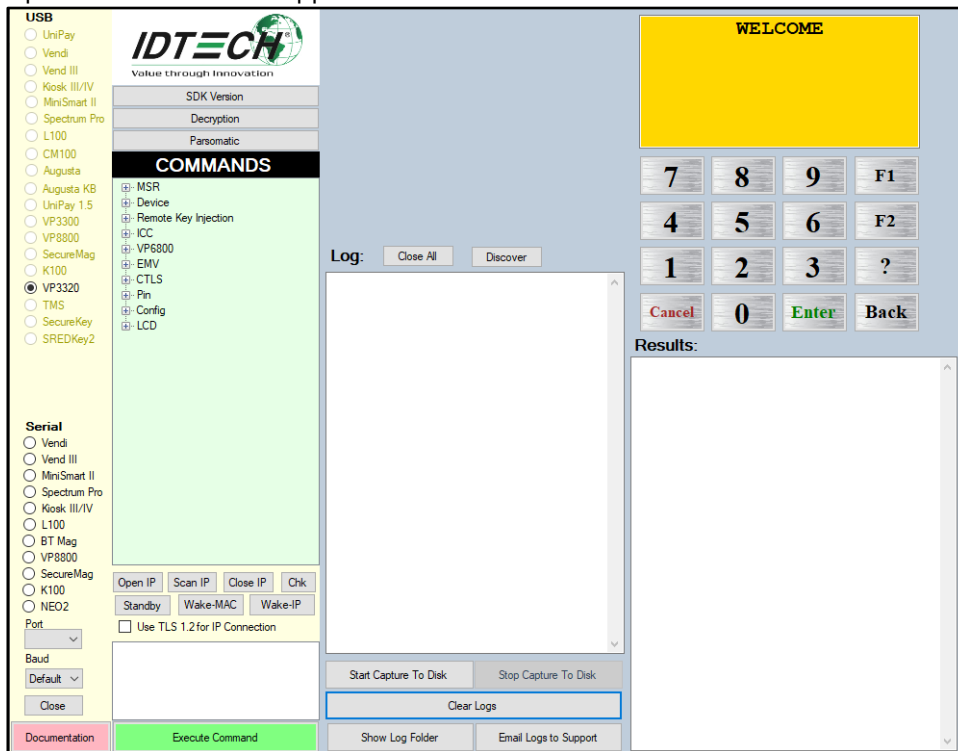 USB
UniPay
Vendi
Vend III
Kiosk III/IV
MiniSmart II
Spectrum Pro
L100
CM100
Augusta
Augusta KB
UniPay 1.5
VP3300
VP8800
SecureMag
K100
VP3320
TMS
SecureKey
SREDKey2
Serial
Vendi
Vend III
MiniSmart II
Spectrum Pro
Kiosk III/IV
L100
BT Mag
VP8800
SecureMag
K100
NEO2
Port
Baud
Default
Close
Documentation
IDTECH®
Value through Innovation
SDK Version
Decryption
Parsomatic
COMMANDS
MSR
Device
Remote Key Injection
ICC
VP6800
EMV
CTLS
Pin
Config
LCD
Open IP Scan IP Close IP Chk
Standby Wake-MAC Wake-IP
Use TLS 1.2 for IP Connection
Execute Command
Log: Close All Discover
Start Capture To Disk Stop Capture To Disk
Clear Logs
Show Log Folder Email Logs to Support
WELCOME
7 8 9 F1
4 5 6 F2
1 2 3 ?
Cancel 0 Enter Back
Results: